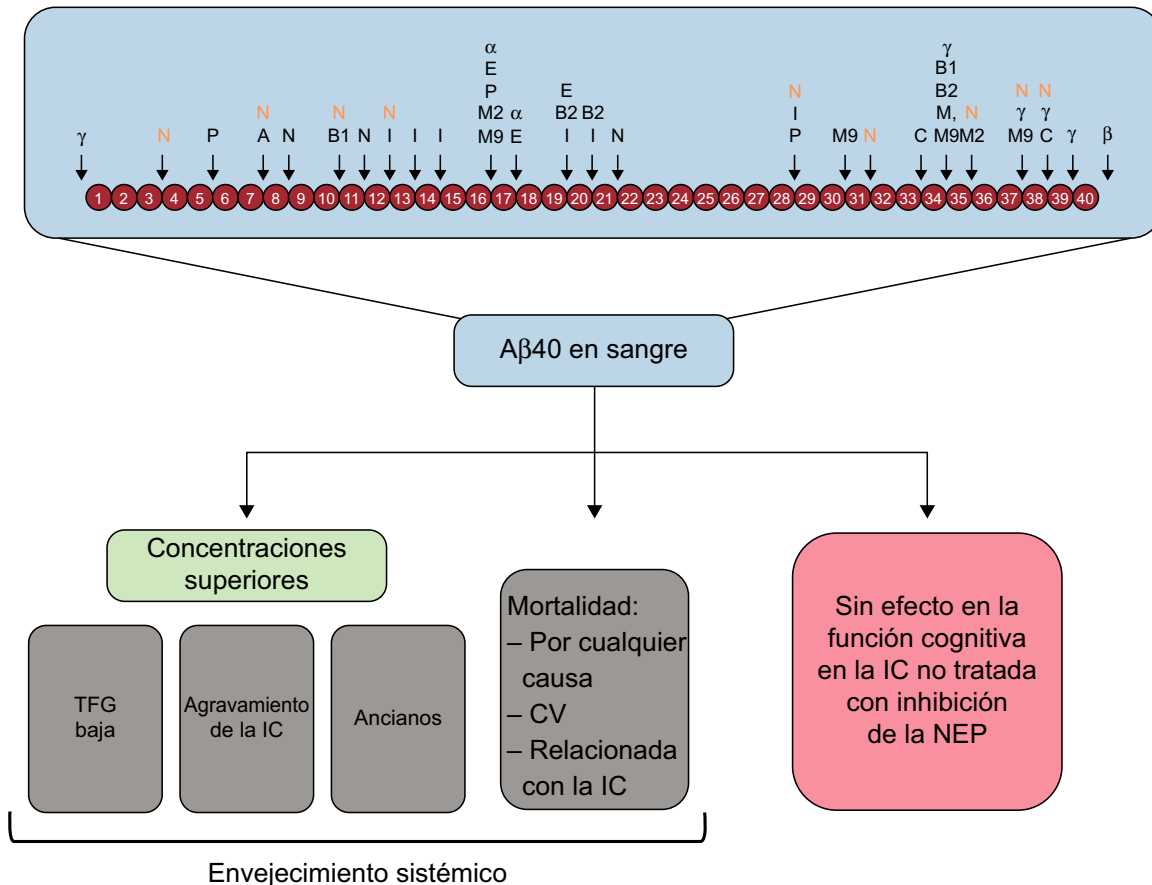 α
E γ
E P B1
N P E N B2 N N
N N N M2 α B2 B2 I M, N γ γ
γ N P A N B1 N I I I M9 E I I N P M9 N C M9 M2 M9 C γ β
1 2 3 4 5 6 7 8 9 10 11 12 13 14 15 16 17 18 19 20 21 22 23 24 25 26 27 28 29 30 31 32 33 34 35 36 37 38 39 40
Aβ40 en sangre
Concentraciones
superiores
TFG
baja
Agravamiento
de la IC
Ancianos
Mortalidad:
– Por cualquier
causa
– CV
– Relacionada
con la IC
Sin efecto en la
función cognitiva
en la IC no tratada
con inhibición
de la NEP
Envejecimiento sistémico